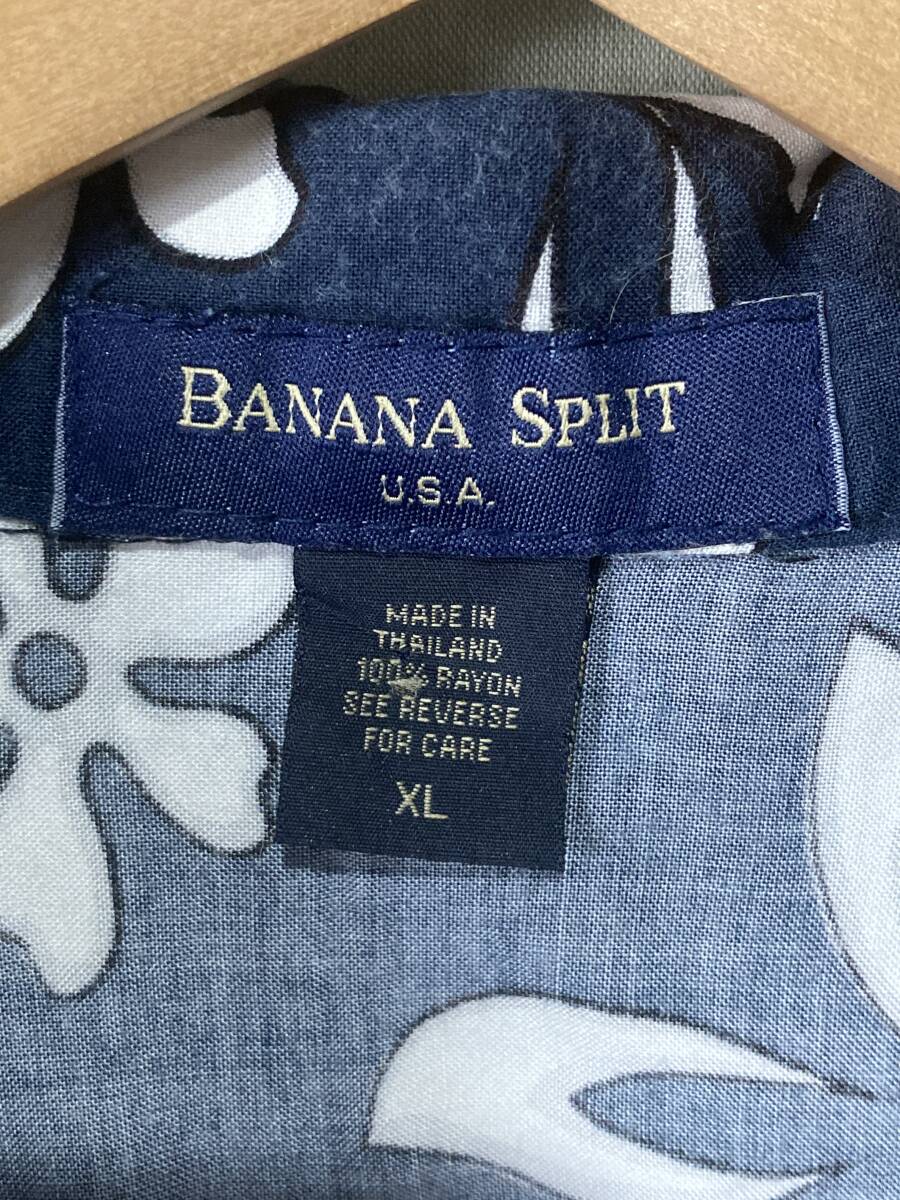 BANANA SPLIT
U.S.A.
MADE IN
THAILAND
100% RAYON
SEE REVERSE
FOR CARE
XL